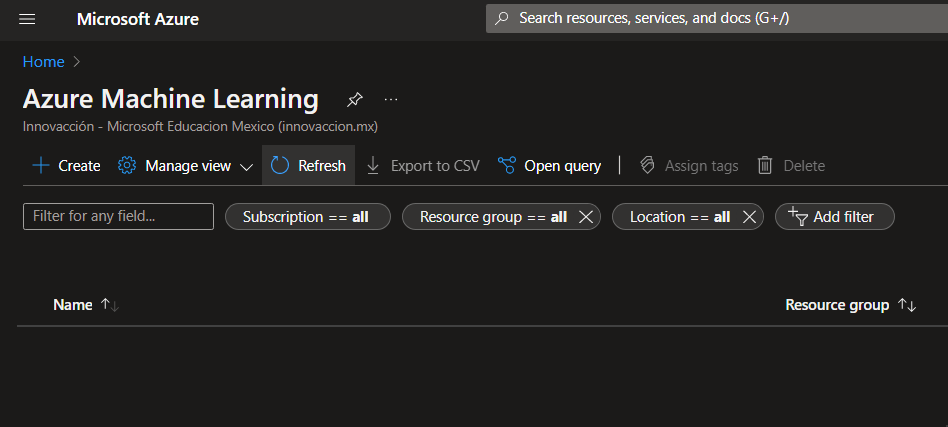 Microsoft Azure
Search resources, services, and docs (G+/)
Home
Azure Machine Learning
Innovacción - Microsoft Educacion Mexico (innovaccion.mx)
Create Manage view Refresh Export to CSV Open query Assign tags Delete
Filter for any field... Subscription == all Resource group == all Location == all Add filter
Name Resource group